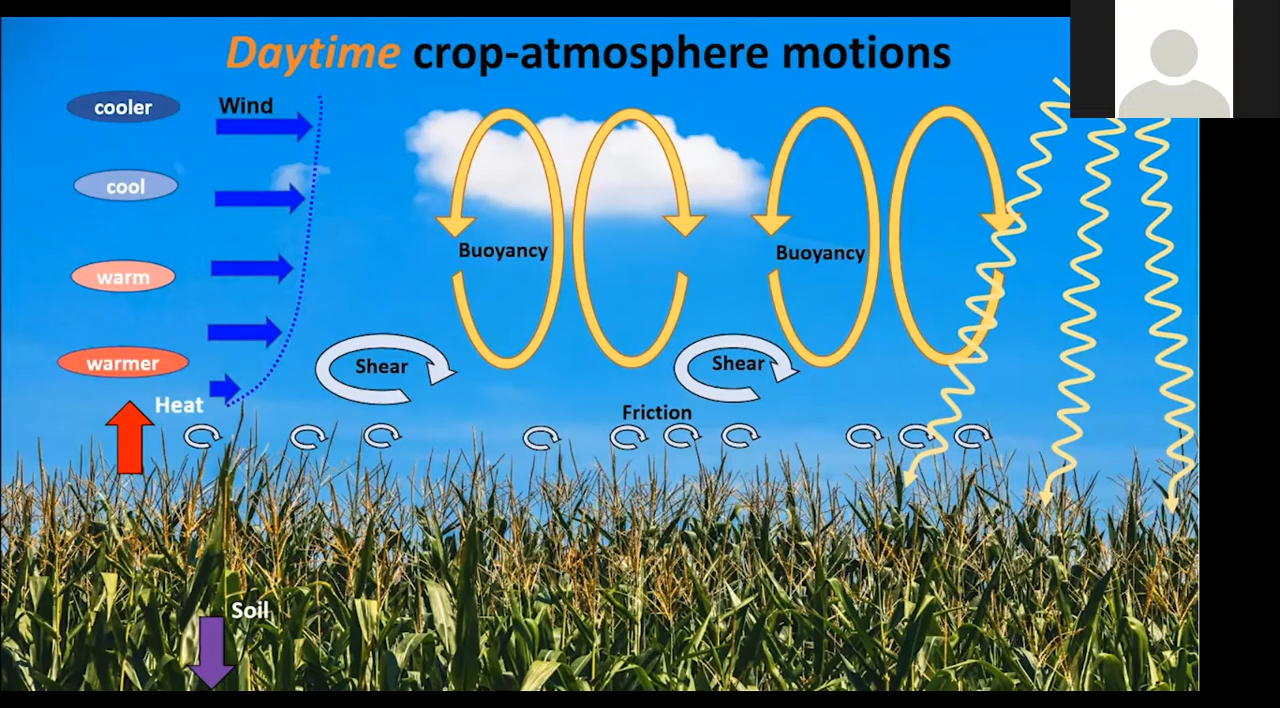 Daytime crop-atmosphere motions
cooler
Wind
cool
warm
warmer
Heat
Buoyancy
Buoyancy
Shear
Shear
Friction
Soil